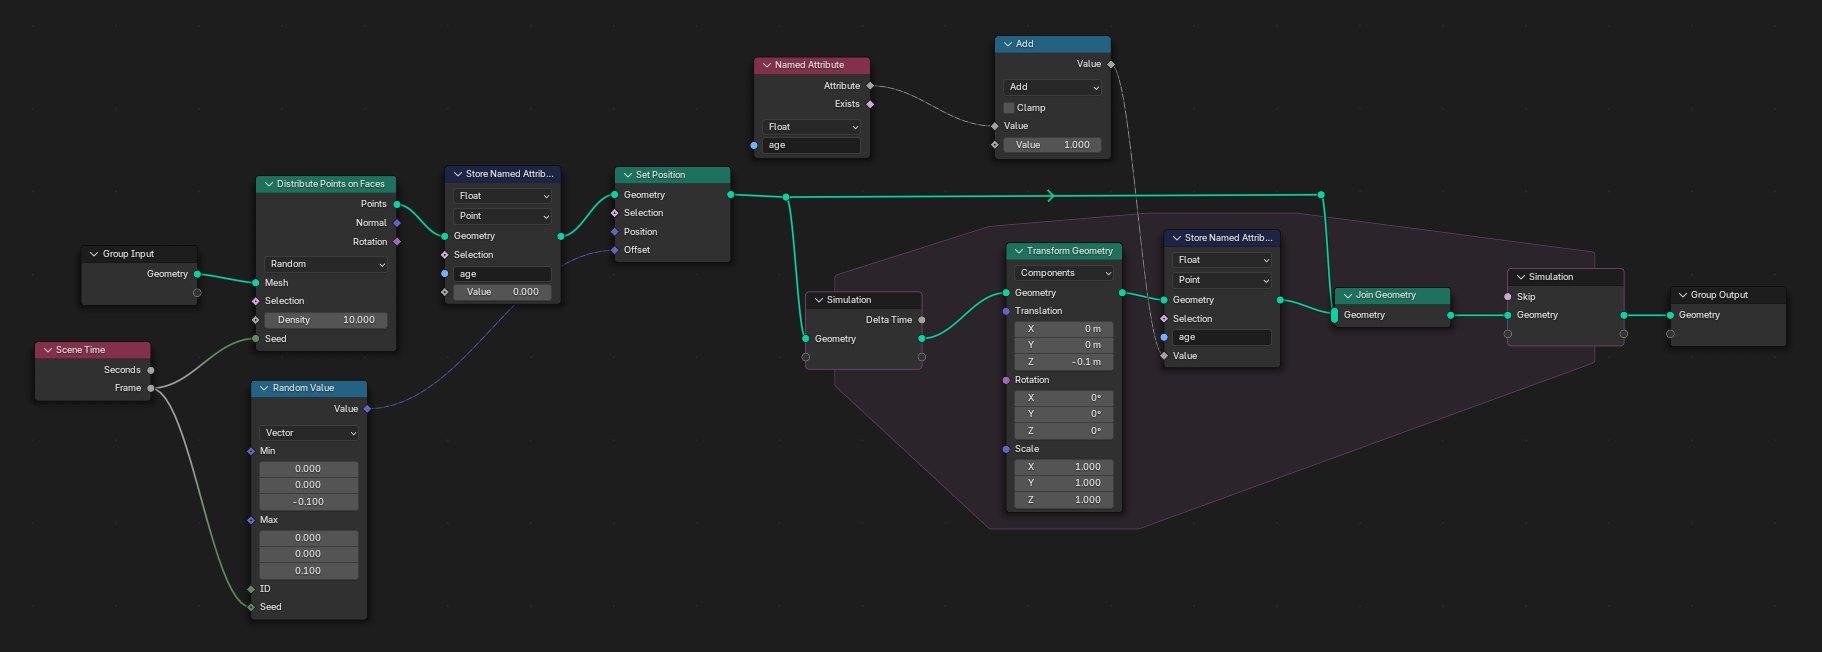 Group Input
Geometry
Scene Time
Seconds
Frame
Distribute Points on Faces
Points
Normal
Rotation
Random
Mesh
Selection
Density 10.000
Seed
Random Value
Value
Vector
Min
0.000
0.000
-0.100
Max
0.000
0.000
0.100
ID
Seed
Store Named Attrib...
Float
Point
Geometry
Selection
age
Value 0.000
Set Position
Geometry
Selection
Position
Offset
Named Attribute
Attribute
Exists
Float
age
Add
Value
Add
Clamp
Value
Value 1.000
Simulation
Delta Time
Geometry
Transform Geometry
Components
Geometry
Translation
X 0 m
Y 0 m
Z -0.1 m
Rotation
X 0°
Y 0°
Z 0°
Scale
X 1.000
Y 1.000
Z 1.000
Store Named Attrib...
Float
Point
Geometry
Selection
age
Value
Join Geometry
Geometry
Simulation
Skip
Geometry
Group Output
Geometry